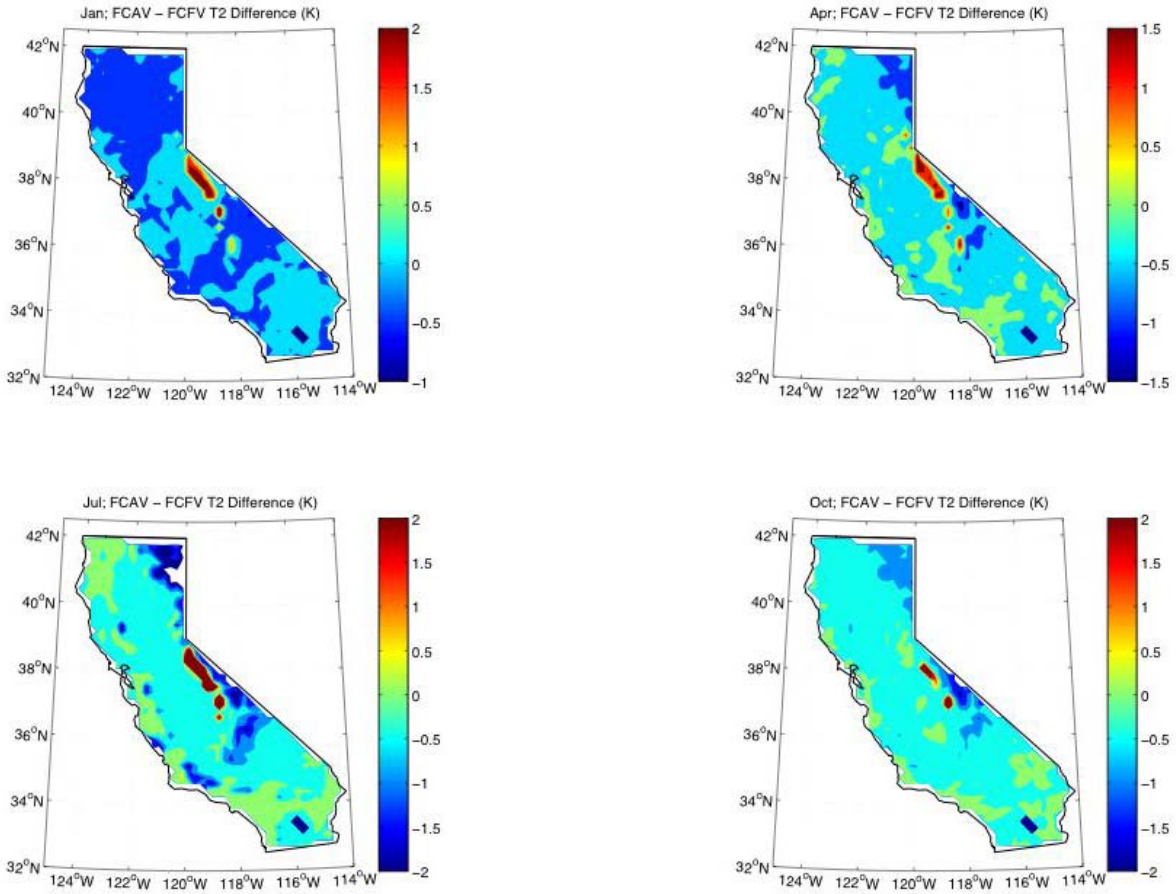 Jan; FCAV − FCFV T2 Difference (K)
42°N
40°N
38°N
36°N
34°N
32°N
124°W 122°W 120°W 118°W 116°W 114°W
2
1.5
1
0.5
0
−0.5
−1
Apr; FCAV − FCFV T2 Difference (K)
42°N
40°N
38°N
36°N
34°N
32°N
124°W 122°W 120°W 118°W 116°W 114°W
1.5
1
0.5
0
−0.5
−1
−1.5
Jul; FCAV − FCFV T2 Difference (K)
42°N
40°N
38°N
36°N
34°N
32°N
124°W 122°W 120°W 118°W 116°W 114°W
2
1.5
1
0.5
0
−0.5
−1
−1.5
−2
Oct; FCAV − FCFV T2 Difference (K)
42°N
40°N
38°N
36°N
34°N
32°N
124°W 122°W 120°W 118°W 116°W 114°W
2
1.5
1
0.5
0
−0.5
−1
−1.5
−2